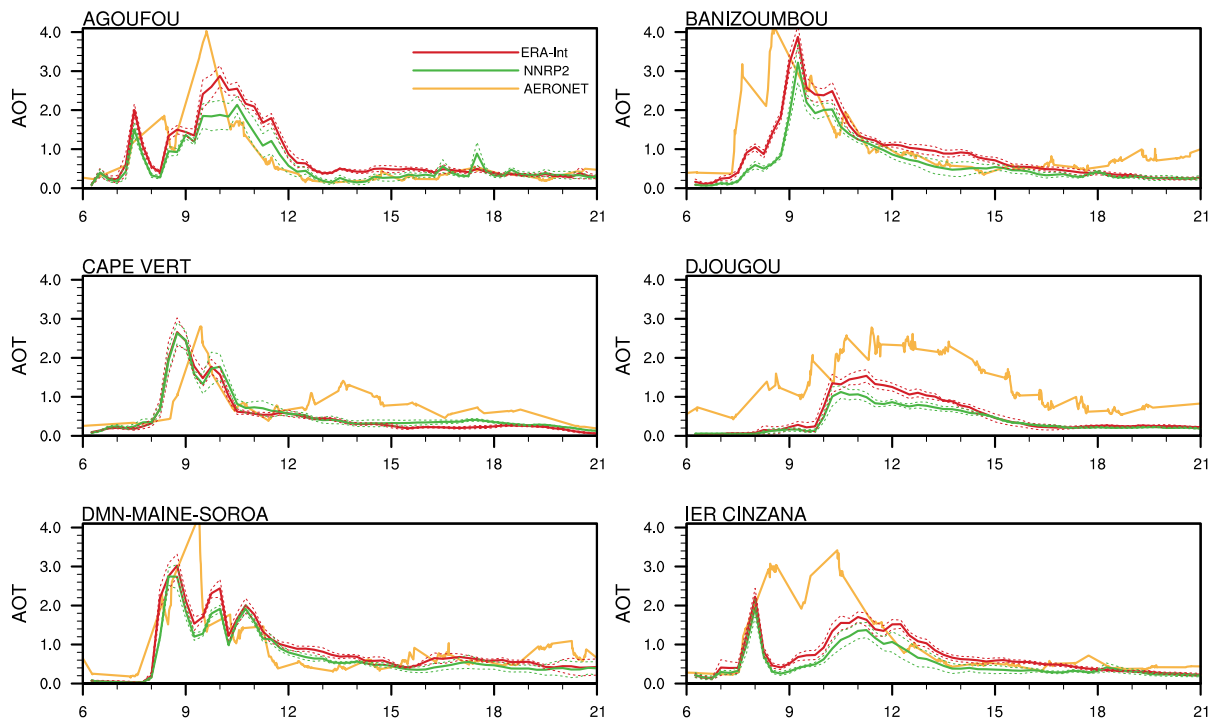 AGOUFOU
AOT
4.0
3.0
2.0
1.0
0.0
6 9 12 15 18 21
ERA-Int
NNRP2
AERONET
BANIZOUMBOU
AOT
4.0
3.0
2.0
1.0
0.0
6 9 12 15 18 21
CAPE VERT
AOT
4.0
3.0
2.0
1.0
0.0
6 9 12 15 18 21
DJOUGOU
AOT
4.0
3.0
2.0
1.0
0.0
6 9 12 15 18 21
DMN-MAINE-SOROA
AOT
4.0
3.0
2.0
1.0
0.0
6 9 12 15 18 21
IER CINZANA
AOT
4.0
3.0
2.0
1.0
0.0
6 9 12 15 18 21